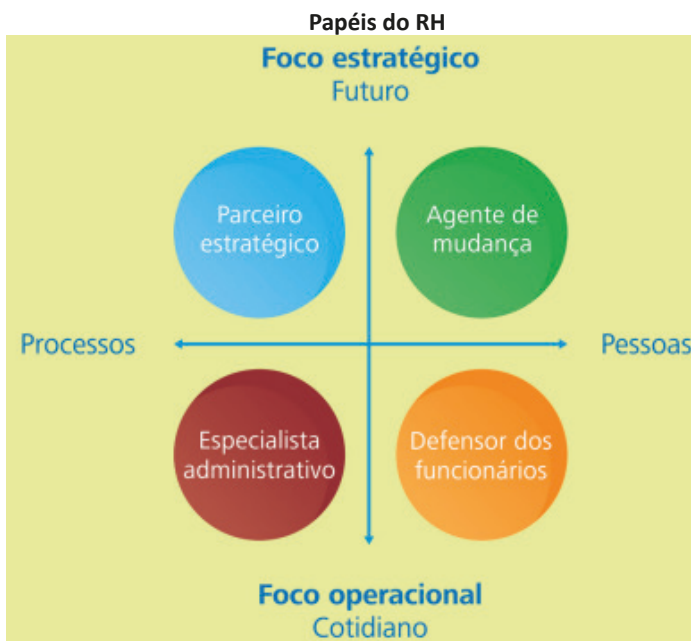 Papéis do RH
Foco estratégico
Futuro
Parceiro
estratégico
Agente de
mudança
Processos
Pessoas
Especialista
administrativo
Defensor dos
funcionários
Foco operacional
Cotidiano